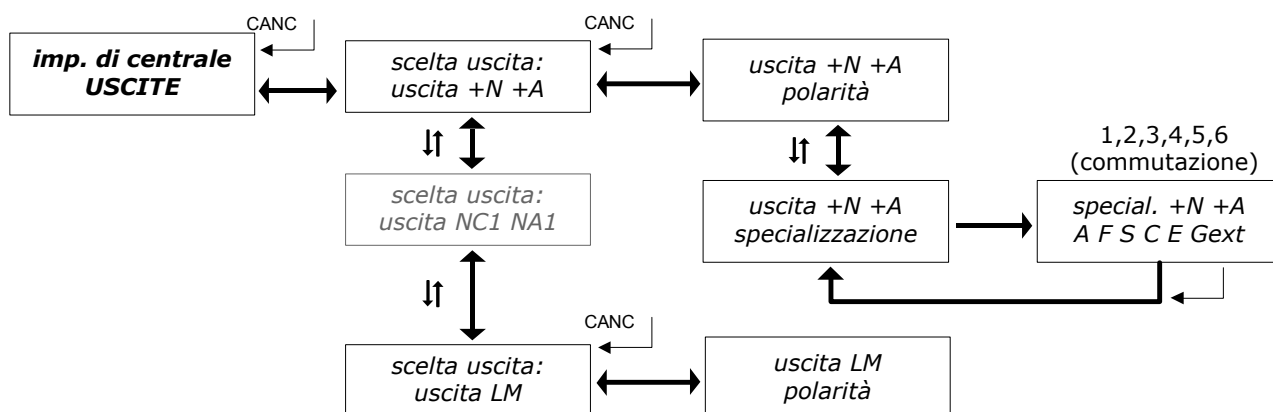 CANC
CANC
imp. di centrale
USCITE
scelta uscita:
uscita +N +A
uscita +N +A
polarità
1,2,3,4,5,6
(commutazione)
scelta uscita:
uscita NC1 NA1
uscita +N +A
specializzazione
special. +N +A
A F S C E Gext
CANC
scelta uscita:
uscita LM
uscita LM
polarità